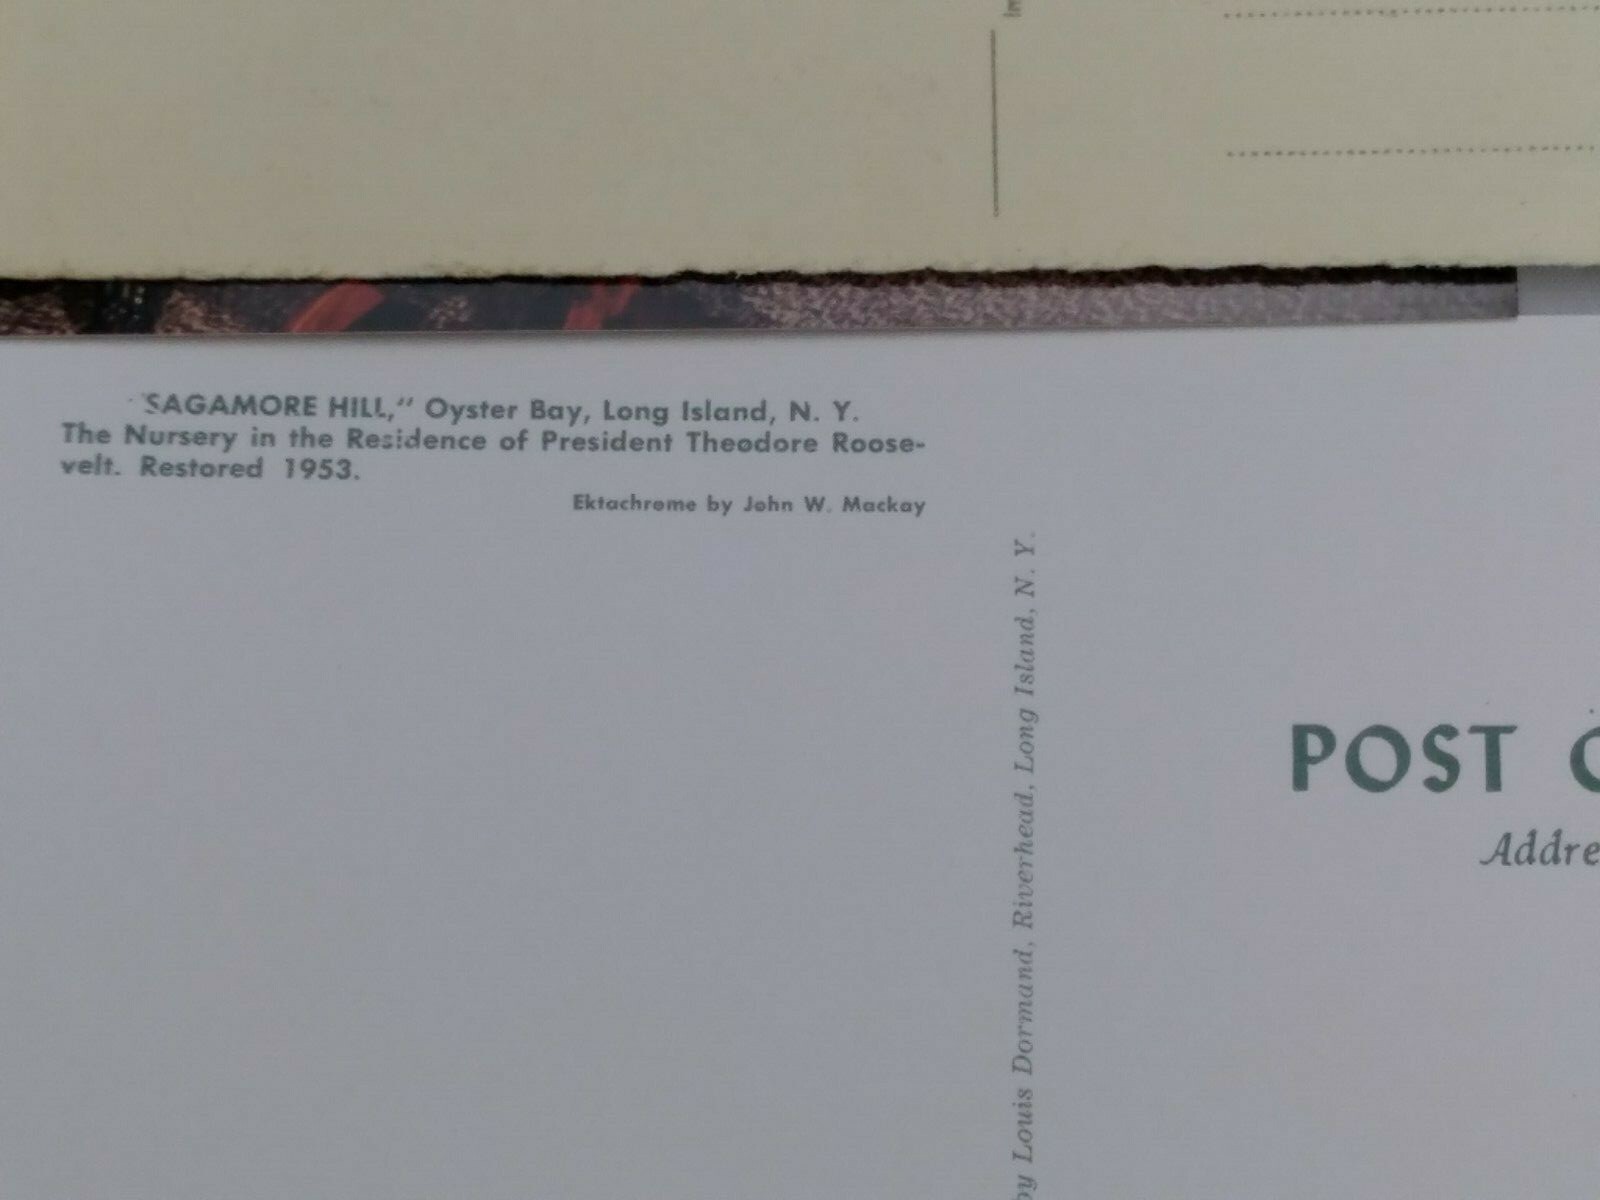 "SAGAMORE HILL," Oyster Bay, Long Island, N. Y.
The Nursery in the Residence of President Theodore Roose-
velt. Restored 1953.
Ektachrome by John W. Mackay
by Louis Dormand, Riverhead, Long Island, N. Y.
POST